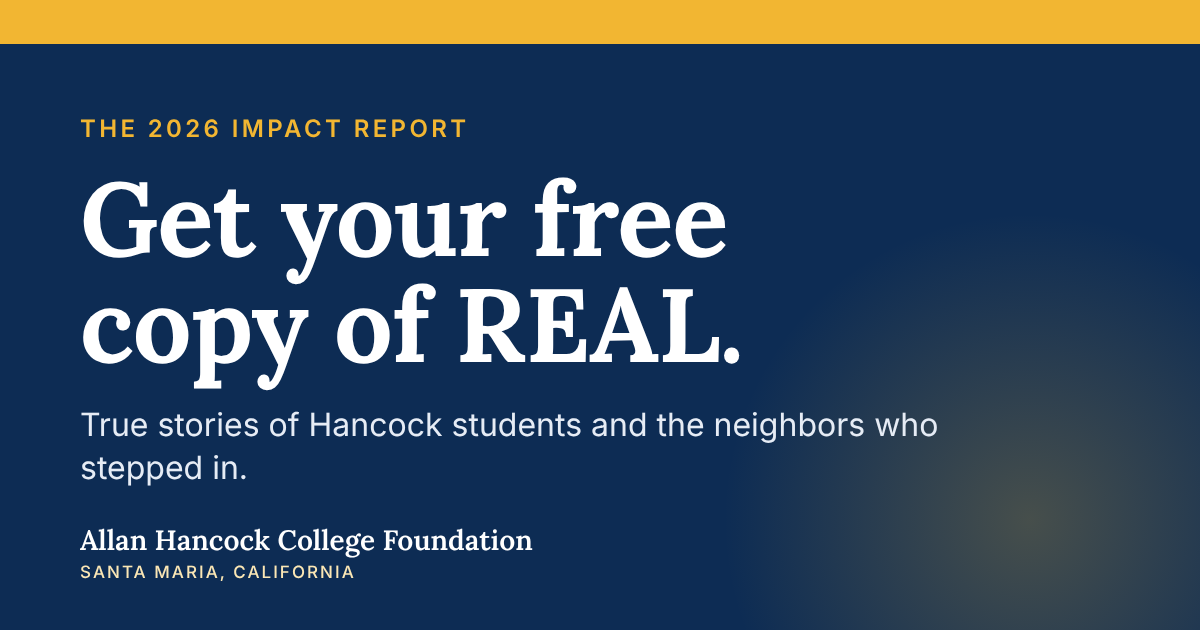 THE 2026 IMPACT REPORT
Get your free
copy of REAL.
True stories of Hancock students and the neighbors who
stepped in.
Allan Hancock College Foundation
SANTA MARIA, CALIFORNIA